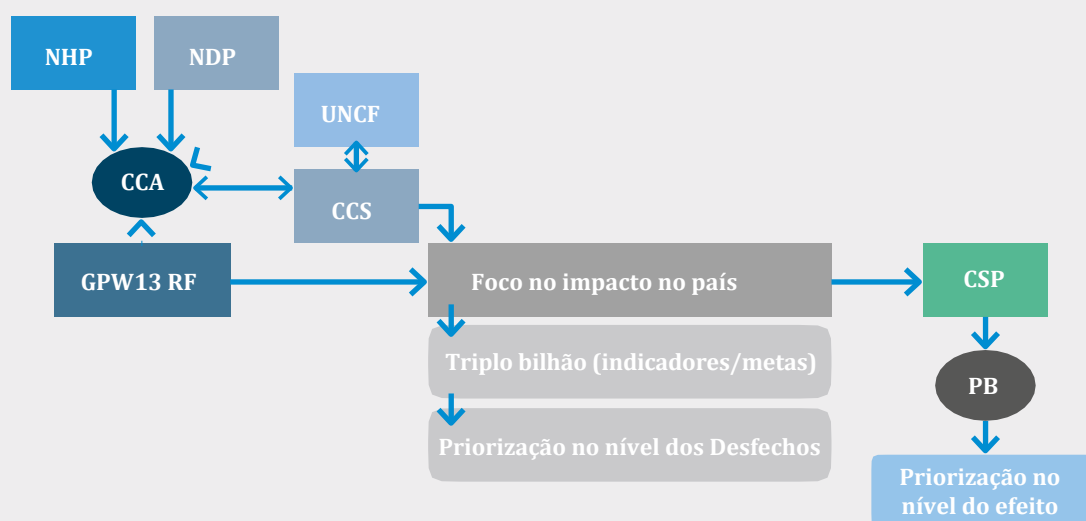 NHP
NDP
UNCF
CCA
CCS
GPW13 RF
Foco no impacto no país
CSP
Triplo bilhão (indicadores/metas)
PB
Priorização no nível dos Desfechos
Priorização no
nível do efeito